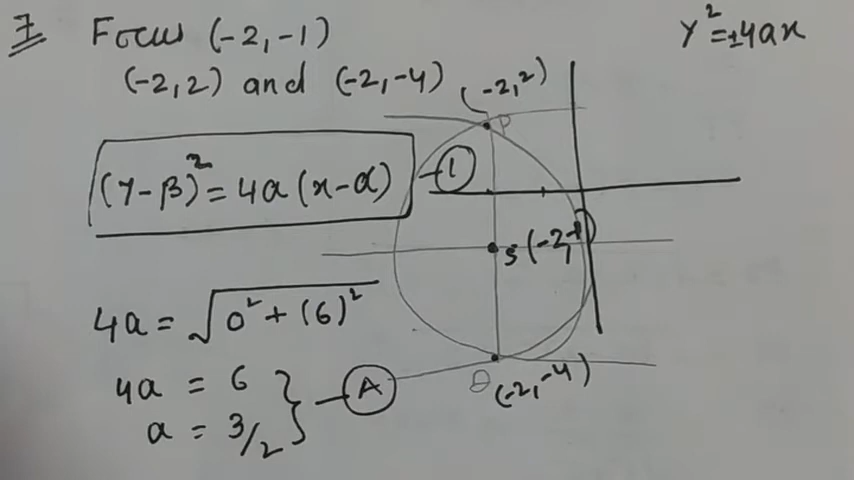 7 Focus (-2,-1)
y² = ±4ax
(-2,2) and (-2,-4)
(-2,2)
P
(y-β)² = 4a(x-α) - 1
S(-2,-1)
4a = √0² + (6)²
4a = 6
a = 3/2
} - A
Q (-2,-4)